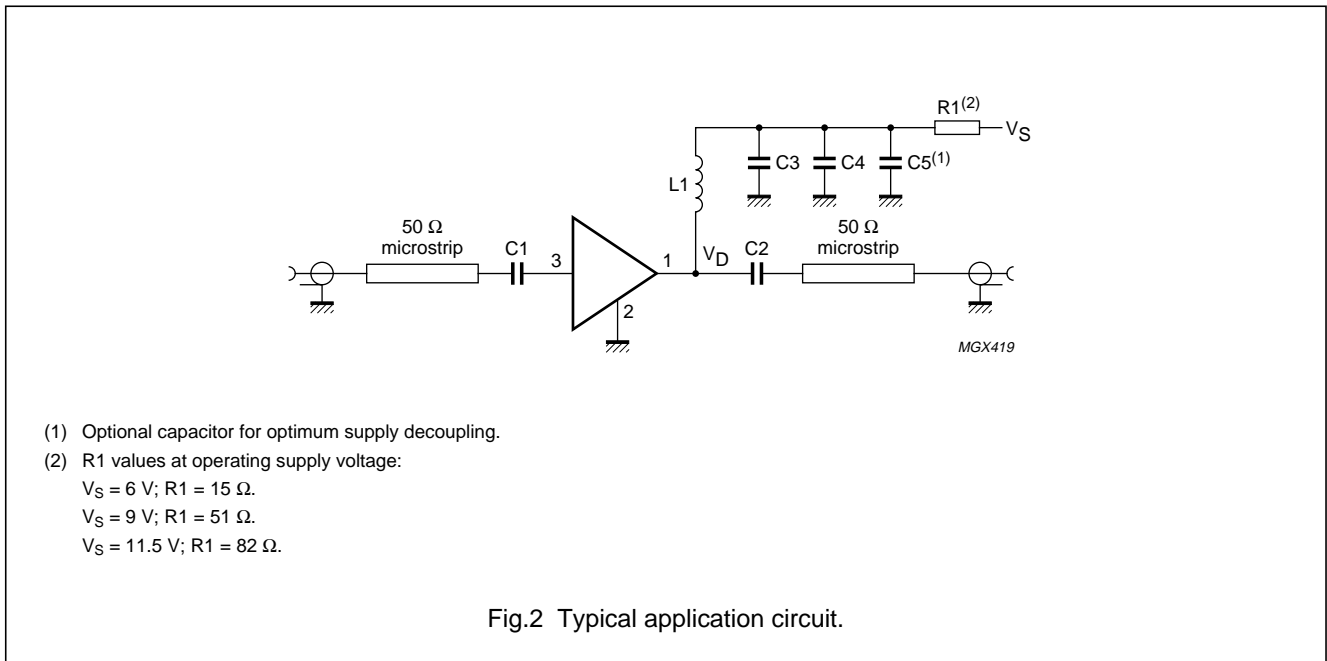 R1(2)
VS
C3
C4
C5(1)
L1
50 Ω
microstrip
C1
3
1
VD
C2
50 Ω
microstrip
2
MGX419
(1) Optional capacitor for optimum supply decoupling.
(2) R1 values at operating supply voltage:
VS = 6 V; R1 = 15 Ω.
VS = 9 V; R1 = 51 Ω.
VS = 11.5 V; R1 = 82 Ω.
Fig.2 Typical application circuit.